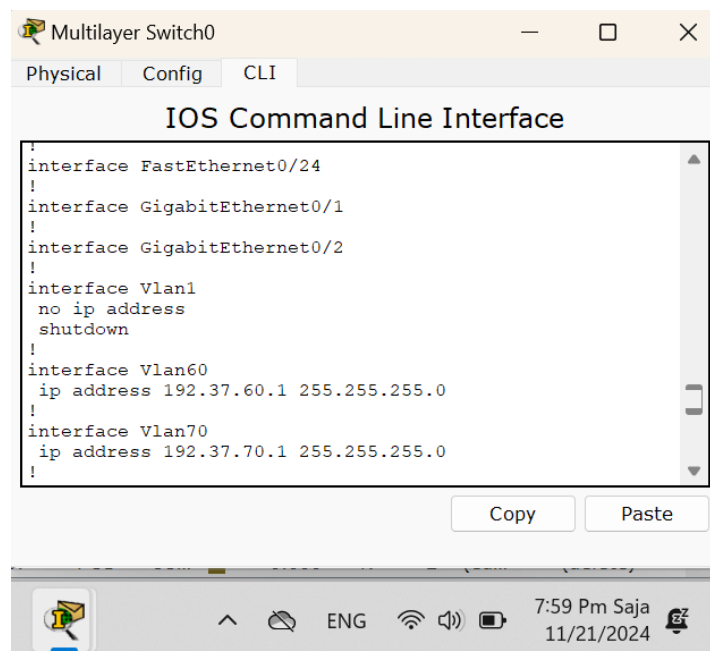 Multilayer Switch0
Physical Config CLI
IOS Command Line Interface
!
interface FastEthernet0/24
!
interface GigabitEthernet0/1
!
interface GigabitEthernet0/2
!
interface Vlan1
no ip address
shutdown
!
interface Vlan60
ip address 192.37.60.1 255.255.255.0
!
interface Vlan70
ip address 192.37.70.1 255.255.255.0
!
Copy Paste
ENG
7:59 Pm Saja
11/21/2024